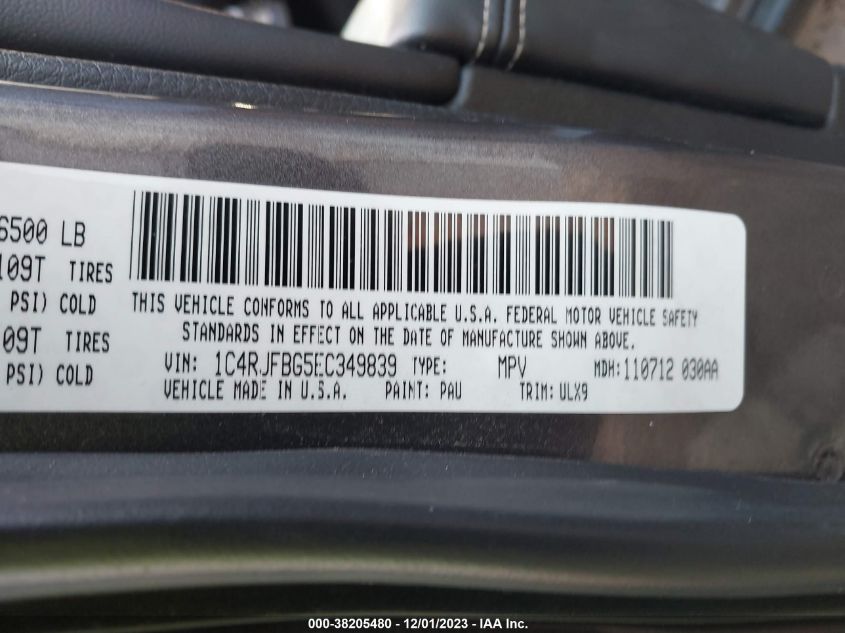 6500 LB
109T TIRES
PSI) COLD
09T TIRES
PSI) COLD
THIS VEHICLE CONFORMS TO ALL APPLICABLE U.S.A. FEDERAL MOTOR VEHICLE SAFETY
STANDARDS IN EFFECT ON THE DATE OF MANUFACTURE SHOWN ABOVE.
VIN: 1C4RJFBG5EC349839 TYPE: MPV MDH: 110712 030AA
VEHICLE MADE IN U.S.A. PAINT: PAU TRIM: ULX9
000-38205480 - 12/01/2023 - IAA Inc.